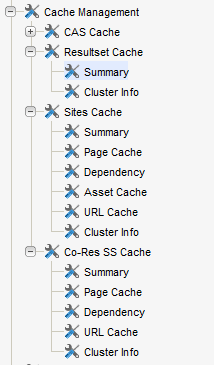 Cache Management
CAS Cache
Resultset Cache
Summary
Cluster Info
Sites Cache
Summary
Page Cache
Dependency
Asset Cache
URL Cache
Cluster Info
Co-Res SS Cache
Summary
Page Cache
Dependency
URL Cache
Cluster Info